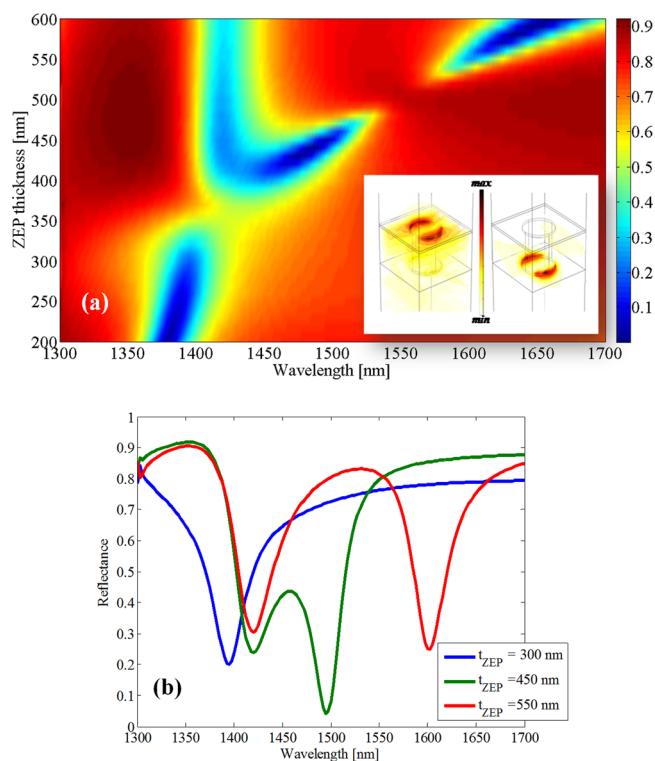 600
550
500
450
400
350
300
250
200
ZEP thickness [nm]
(a)
max
min
1300 1350 1400 1450 1500 1550 1600 1650 1700
Wavelength [nm]
0.9
0.8
0.7
0.6
0.5
0.4
0.3
0.2
0.1
1
0.9
0.8
0.7
0.6
0.5
0.4
0.3
0.2
0.1
0
Reflectance
(b)
t_ZEP = 300 nm
t_ZEP =450 nm
t_ZEP =550 nm
1300 1350 1400 1450 1500 1550 1600 1650 1700
Wavelength [nm]